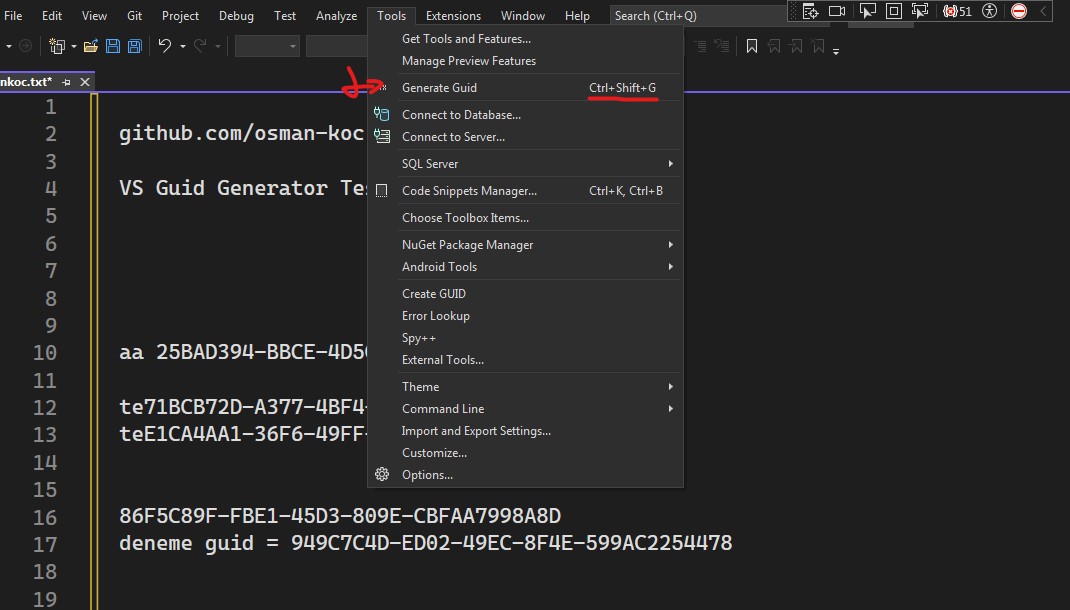 File Edit View Git Project Debug Test Analyze Tools Extensions Window Help Search (Ctrl+Q) 51
nkoc.txt*
Get Tools and Features...
Manage Preview Features
Generate Guid Ctrl+Shift+G
Connect to Database...
Connect to Server...
SQL Server
Code Snippets Manager... Ctrl+K, Ctrl+B
Choose Toolbox Items...
NuGet Package Manager
Android Tools
Create GUID
Error Lookup
Spy++
External Tools...
Theme
Command Line
Import and Export Settings...
Customize...
Options...
1
2 github.com/osman-koc
3
4 VS Guid Generator Te
5
6
7
8
9
10 aa 25BAD394-BBCE-4D5
11
12 te71BCB72D-A377-4BF4-
13 teE1CA4AA1-36F6-49FF-
14
15
16 86F5C89F-FBE1-45D3-809E-CBFAA7998A8D
17 deneme guid = 949C7C4D-ED02-49EC-8F4E-599AC2254478
18
19